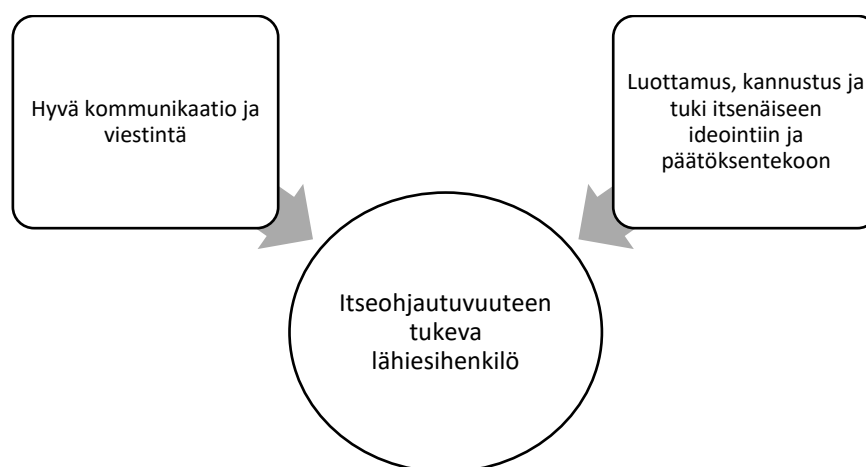 Hyvä kommunikaatio ja
viestintä
Luottamus, kannustus ja
tuki itsenäiseen
ideointiin ja
päätöksentekoon
Itseohjautuvuuteen
tukeva
lähiesihenkilö